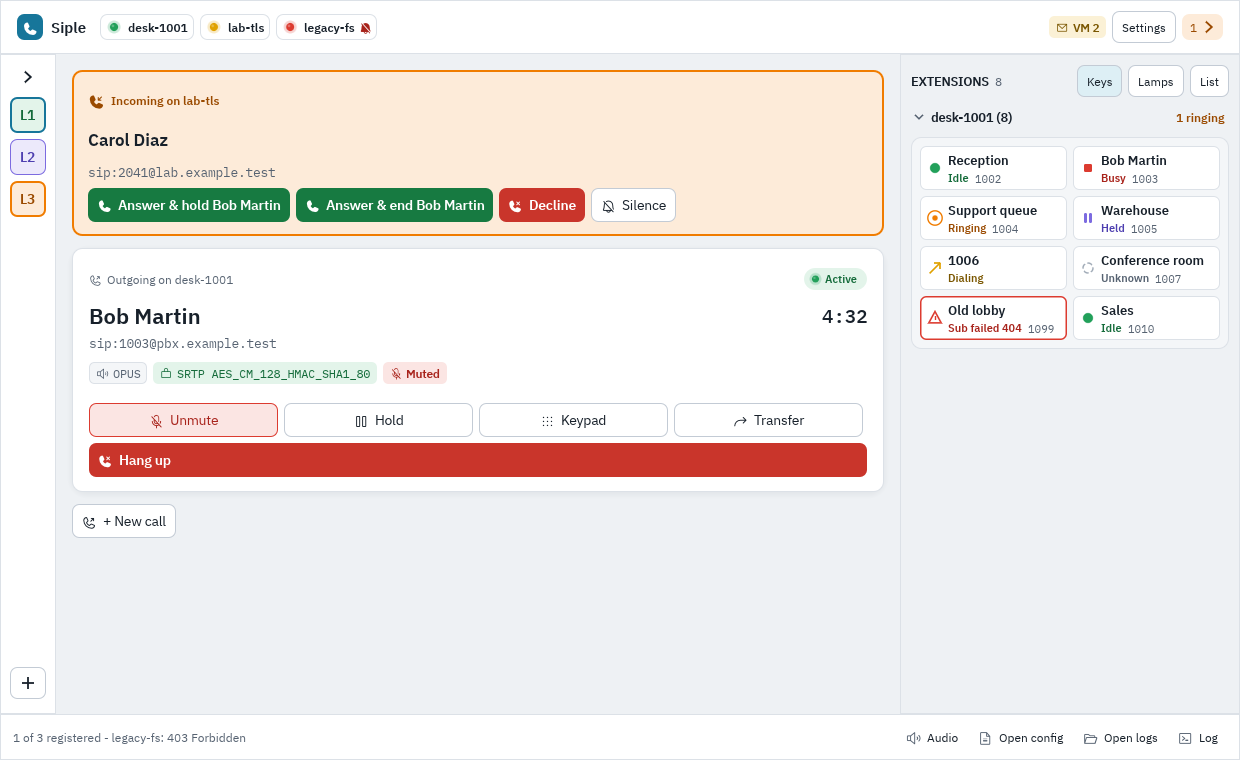 Siple
desk-1001
lab-tls
legacy-fs
VM 2
Settings
1
L1
L2
L3
Incoming on lab-tls
Carol Diaz
sip:2041@lab.example.test
Answer & hold Bob Martin
Answer & end Bob Martin
Decline
Silence
Outgoing on desk-1001
Active
Bob Martin
4:32
sip:1003@pbx.example.test
OPUS
SRTP AES_CM_128_HMAC_SHA1_80
Muted
Unmute
Hold
Keypad
Transfer
Hang up
+ New call
EXTENSIONS 8
Keys
Lamps
List
desk-1001 (8)
1 ringing
Reception
Idle 1002
Bob Martin
Busy 1003
Support queue
Ringing 1004
Warehouse
Held 1005
1006
Dialing
Conference room
Unknown 1007
Old lobby
Sub failed 404 1099
Sales
Idle 1010
1 of 3 registered - legacy-fs: 403 Forbidden
Audio
Open config
Open logs
Log